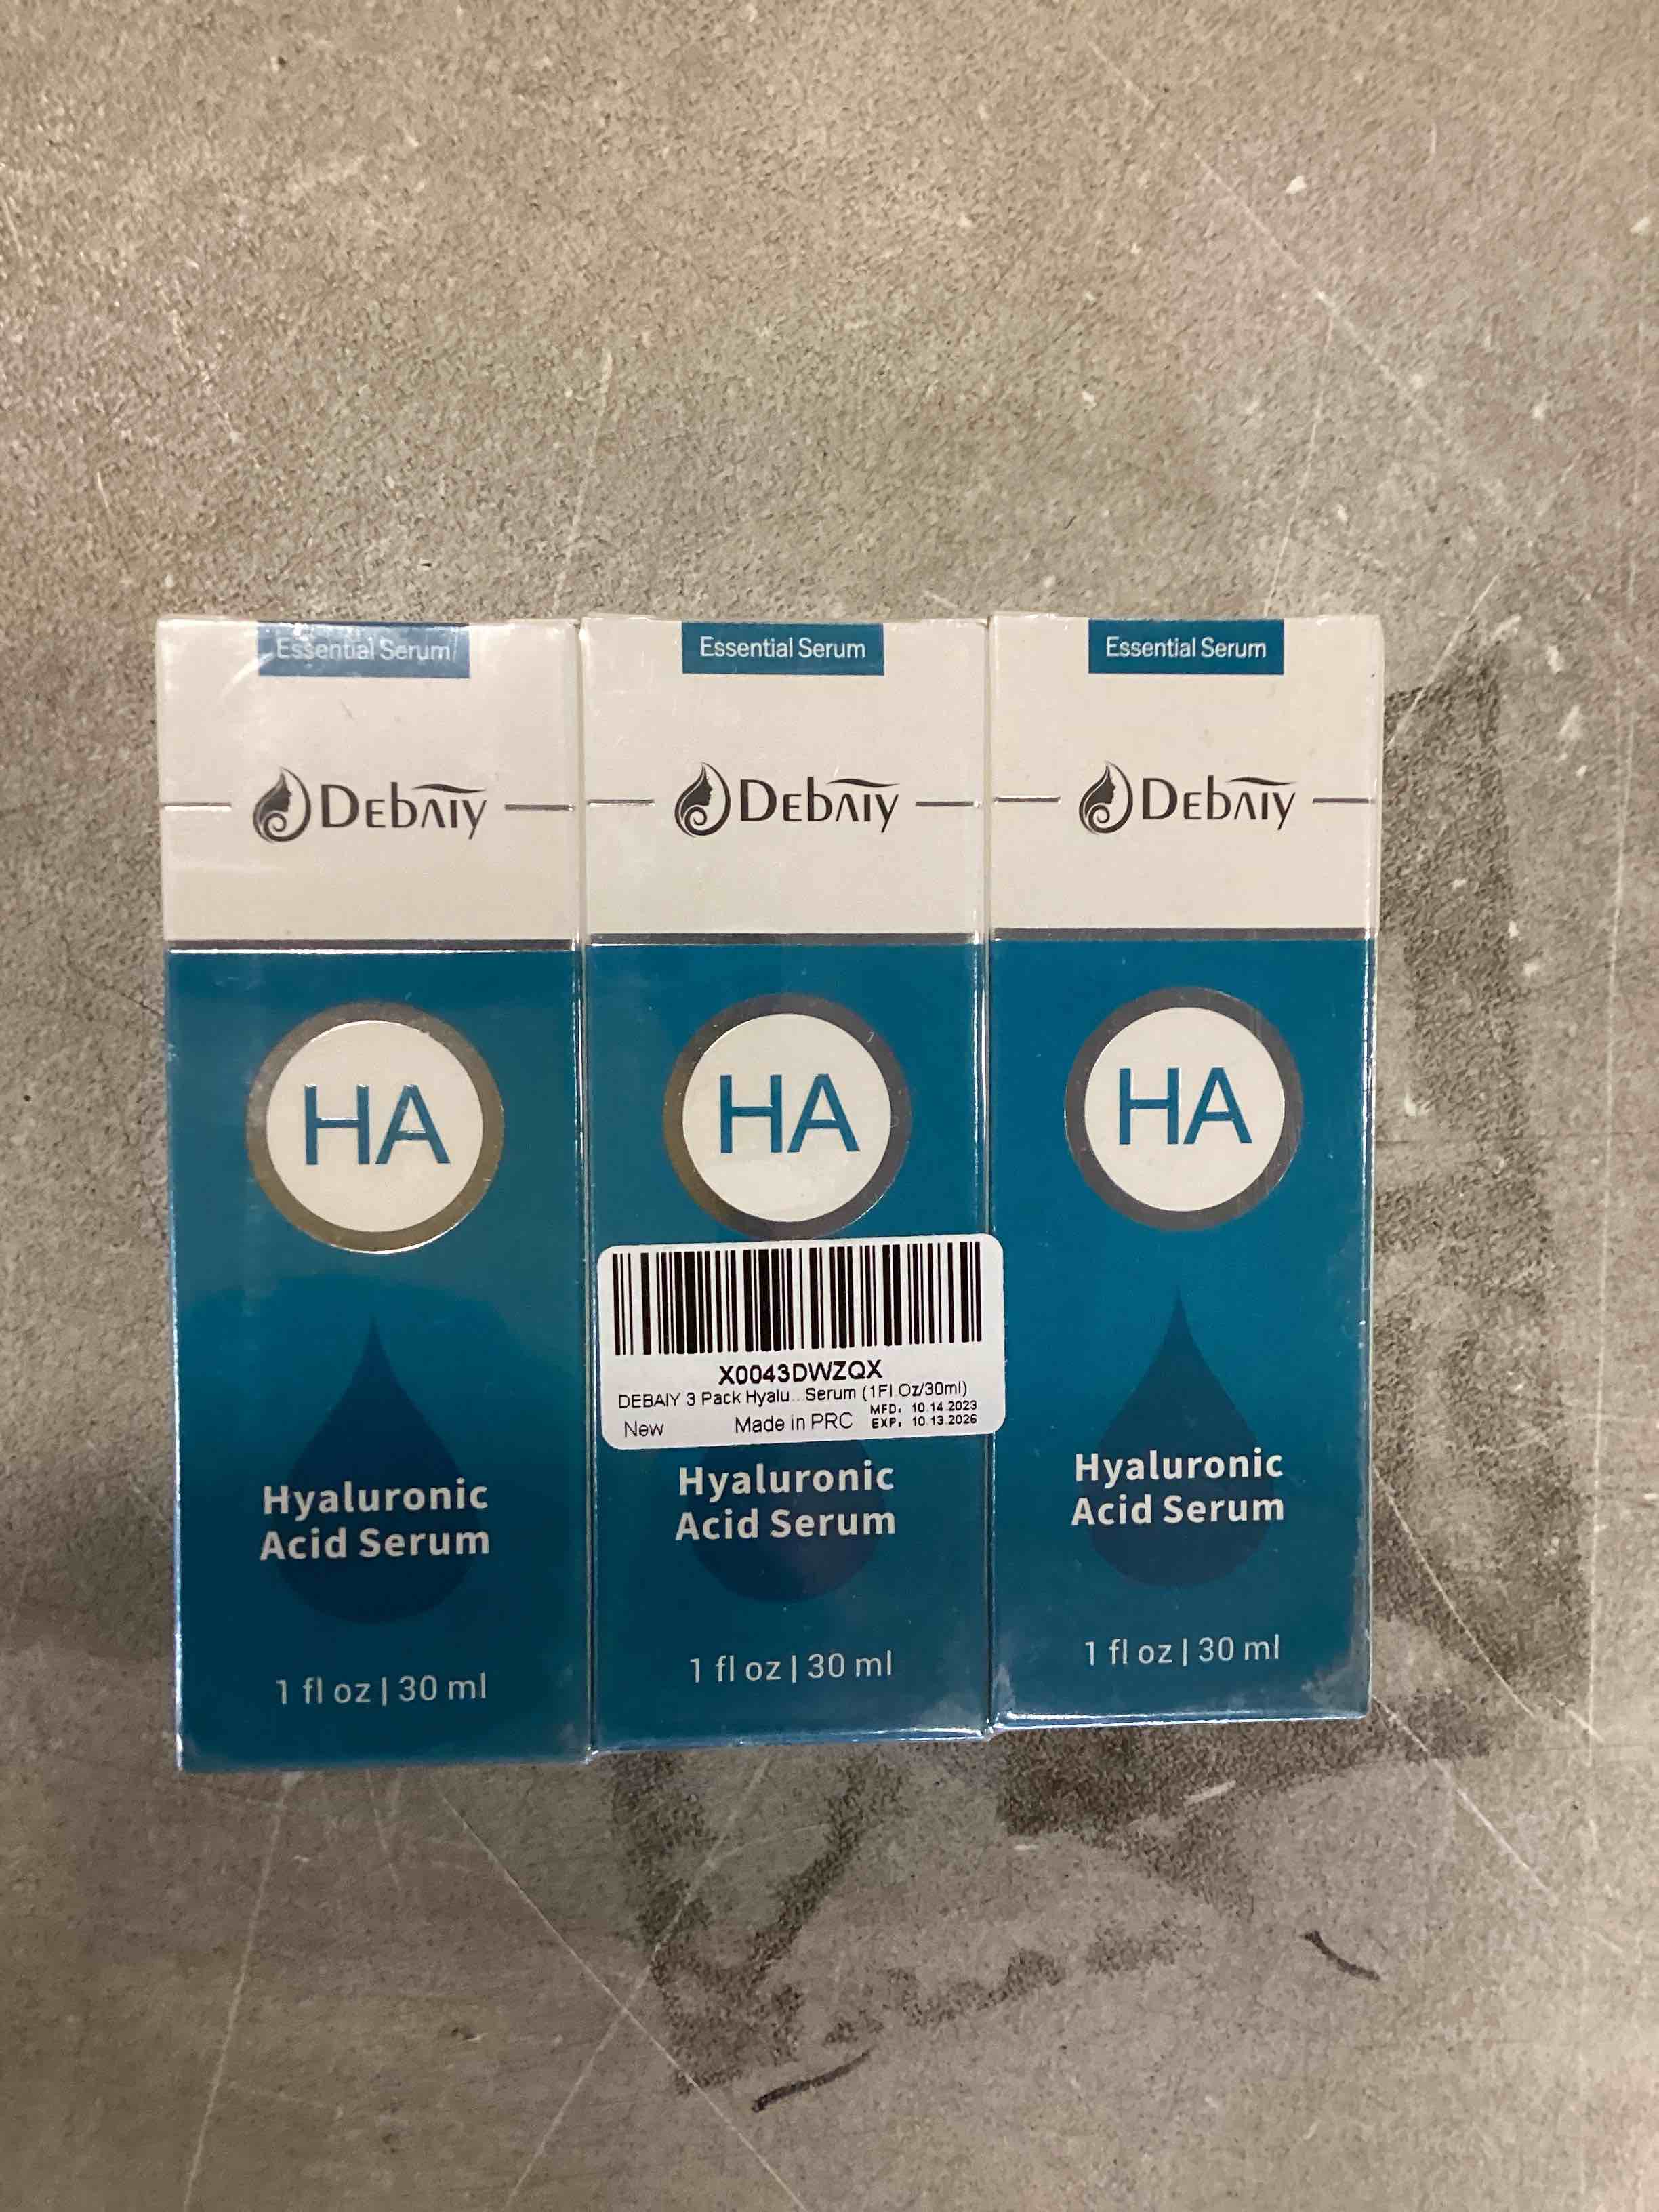 Essential Serum
DEBAIY
HA
Hyaluronic
Acid Serum
1 fl oz | 30 ml
Essential Serum
DEBAIY
HA
X0043DWZQX
DEBAIY 3 Pack Hyalu...Serum (1Fl.Oz/30ml)
New Made in PRC
MFD: 10.14.2023
EXP: 10.13.2026
Hyaluronic
Acid Serum
1 fl oz | 30 ml
Essential Serum
DEBAIY
HA
Hyaluronic
Acid Serum
1 fl oz | 30 ml